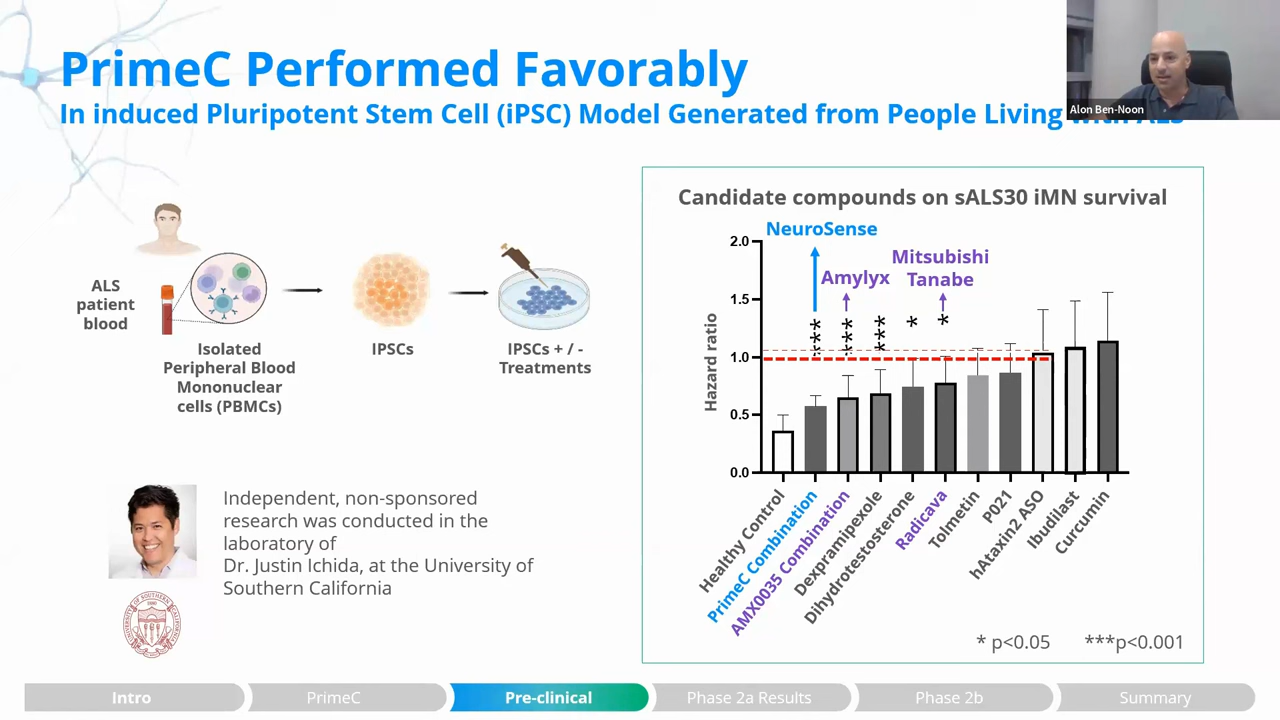 PrimeC Performed Favorably
In induced Pluripotent Stem Cell (iPSC) Model Generated from People Living with ALS
Alon Ben-Noon
ALS
patient
blood
Isolated
Peripheral Blood
Mononuclear
cells (PBMCs)
IPSCs
IPSCs + / -
Treatments
Independent, non-sponsored
research was conducted in the
laboratory of
Dr. Justin Ichida, at the University of
Southern California
Candidate compounds on sALS30 iMN survival
NeuroSense
Amylyx
Mitsubishi
Tanabe
Hazard ratio
2.0
1.5
1.0
0.5
0.0
***
***
***
*
*
Healthy Control
PrimeC Combination
AMX0035 Combination
Dexpramipexole
Dihydrotestosterone
Radicava
Tolmetin
P021
hAtaxin2 ASO
Ibudilast
Curcumin
* p<0.05 ***p<0.001
Intro
PrimeC
Pre-clinical
Phase 2a Results
Phase 2b
Summary